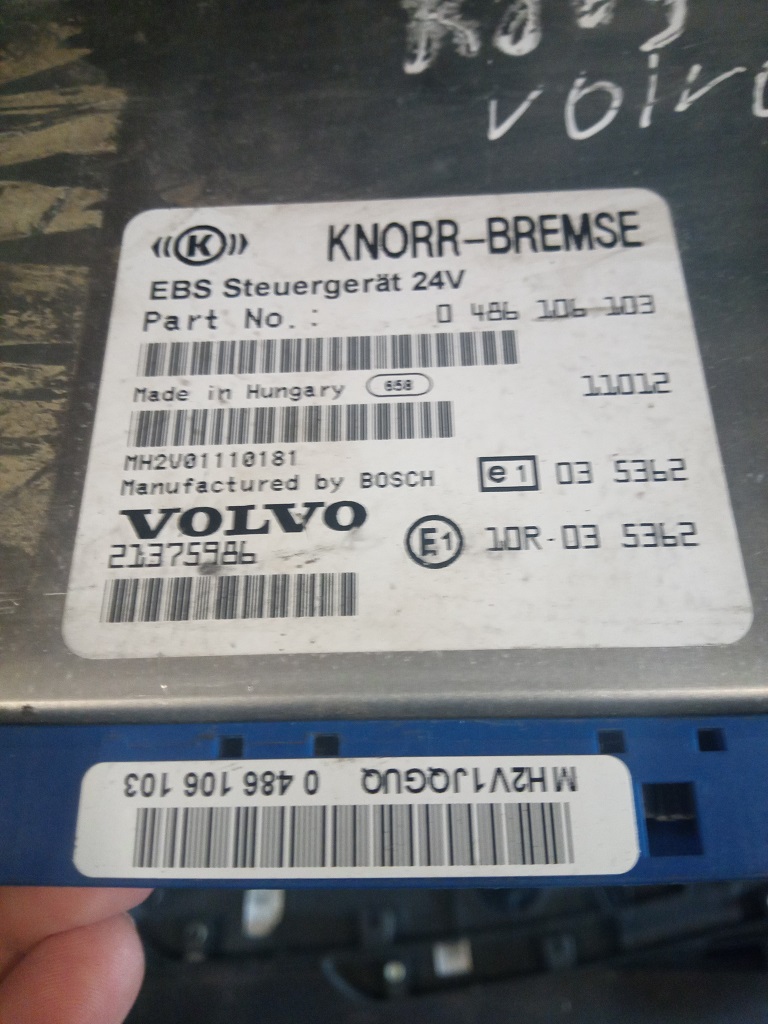 volvo
K
KNORR-BREMSE
EBS Steuergerät 24V
Part No.: 0 486 106 103
Made in Hungary 658 11012
MH2V01110181
Manufactured by BOSCH e1 03 5362
VOLVO
21375986 E1 10R-03 5362
MH2V1JQGUQ 0 486 106 103